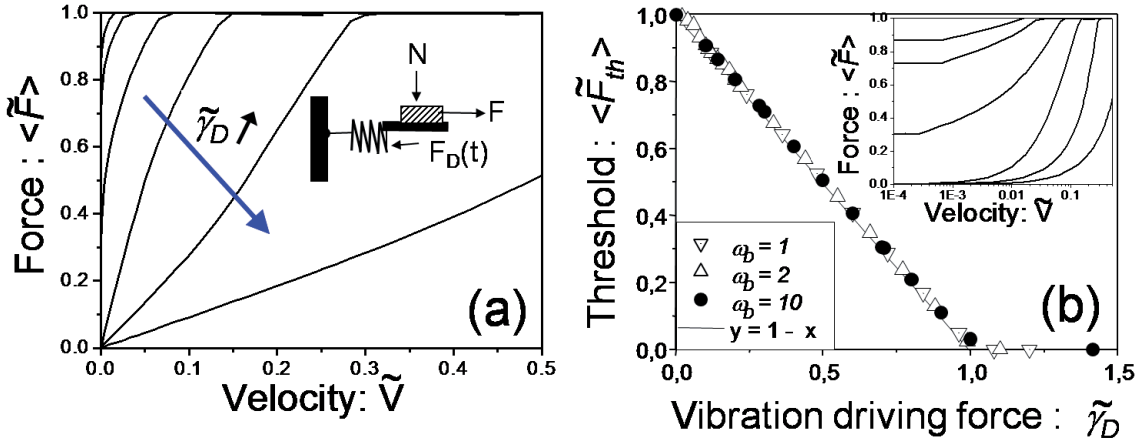 Force : <F̃>
1.0
0.8
0.6
0.4
0.2
0.0
0.0 0.1 0.2 0.3 0.4 0.5
Velocity: Ṽ
γ̃D
N
F
FD(t)
(a)
Threshold : <F̃th>
1,0
0,8
0,6
0,4
0,2
0,0
0,0 0,5 1,0 1,5
Vibration driving force : γ̃D
ωb = 1
ωb = 2
ωb = 10
y = 1 - x
(b)
Force : <F̃>
1.0
0.8
0.6
0.4
0.2
0.0
1E-4 1E-3 0.01 0.1
Velocity: Ṽ